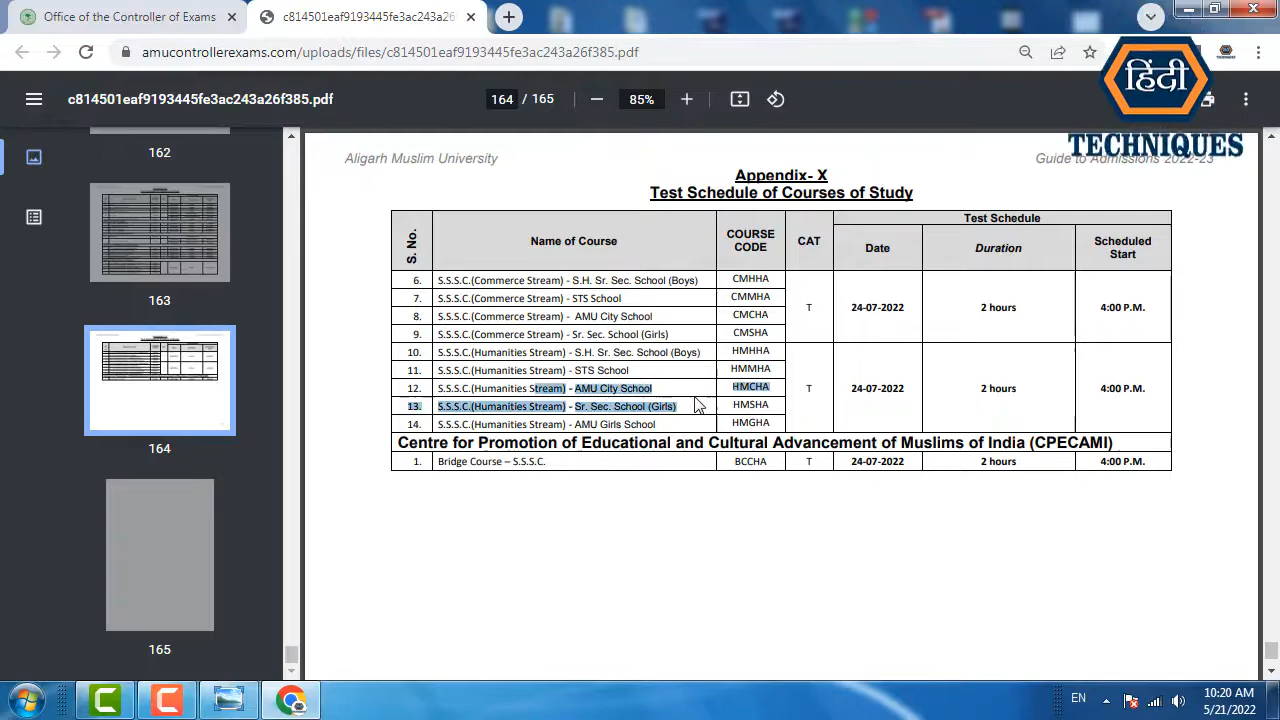 Office of the Controller of Exams
c814501eaf9193445fe3ac243a26
amucontrollerexams.com/uploads/files/c814501eaf9193445fe3ac243a26f385.pdf
c814501eaf9193445fe3ac243a26f385.pdf
164 / 165
85%
हिंदी
TECHNIQUES
162
163
164
165
Aligarh Muslim University
Guide to Admissions 2022-23
Appendix- X
Test Schedule of Courses of Study
S. No. Name of Course COURSE CODE CAT Test Schedule
Date Duration Scheduled Start
6. S.S.S.C.(Commerce Stream) - S.H. Sr. Sec. School (Boys) CMHHA
7. S.S.S.C.(Commerce Stream) - STS School CMMHA T 24-07-2022 2 hours 4:00 P.M.
8. S.S.S.C.(Commerce Stream) - AMU City School CMCHA
9. S.S.S.C.(Commerce Stream) - Sr. Sec. School (Girls) CMSHA
10. S.S.S.C.(Humanities Stream) - S.H. Sr. Sec. School (Boys) HMHHA
11. S.S.S.C.(Humanities Stream) - STS School HMMHA
12. S.S.S.C.(Humanities Stream) - AMU City School HMCHA T 24-07-2022 2 hours 4:00 P.M.
13. S.S.S.C.(Humanities Stream) - Sr. Sec. School (Girls) HMSHA
14. S.S.S.C.(Humanities Stream) - AMU Girls School HMGHA
Centre for Promotion of Educational and Cultural Advancement of Muslims of India (CPECAMI)
1. Bridge Course – S.S.S.C. BCCHA T 24-07-2022 2 hours 4:00 P.M.
EN
10:20 AM
5/21/2022